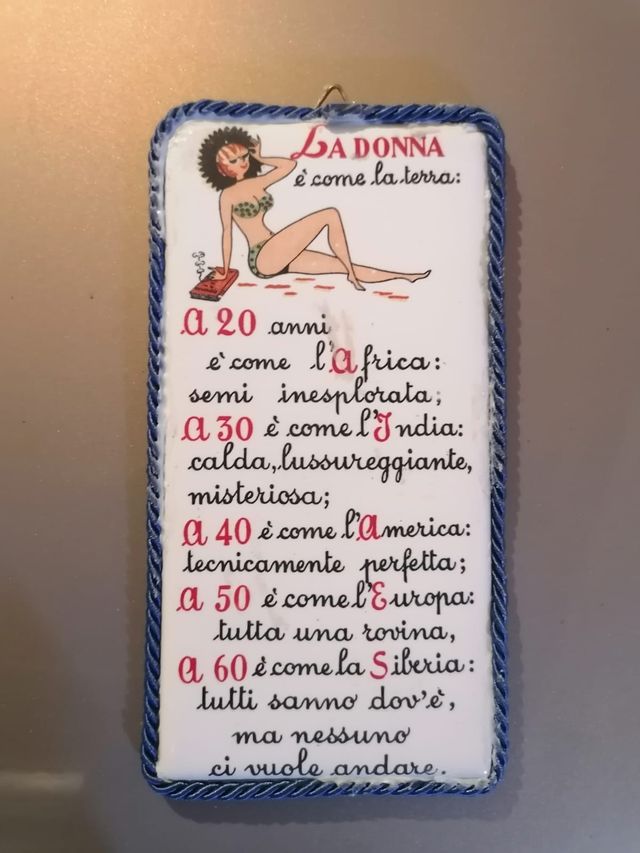 LA DONNA
è come la terra:
A 20 anni
è come l'Africa:
semi inesplorata;
A 30 è come l'India:
calda, lussureggiante,
misteriosa;
A 40 è come l'America:
tecnicamente perfetta;
A 50 è come l'Europa:
tutta una rovina,
A 60 è come la Siberia:
tutti sanno dov'è,
ma nessuno
ci vuole andare.